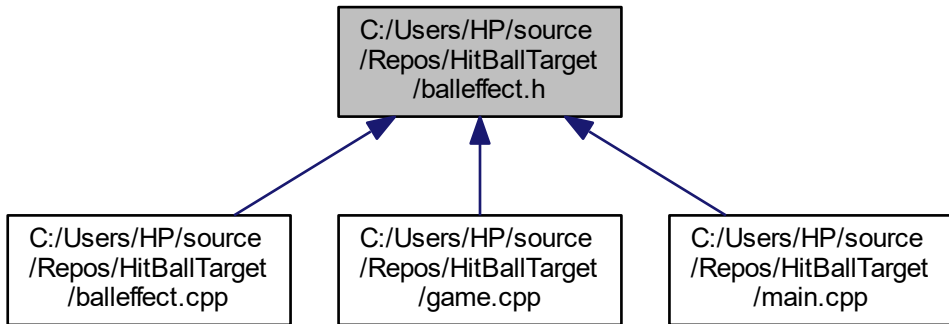 C:/Users/HP/source
/Repos/HitBallTarget
/balleffect.h
C:/Users/HP/source
/Repos/HitBallTarget
/balleffect.cpp
C:/Users/HP/source
/Repos/HitBallTarget
/game.cpp
C:/Users/HP/source
/Repos/HitBallTarget
/main.cpp